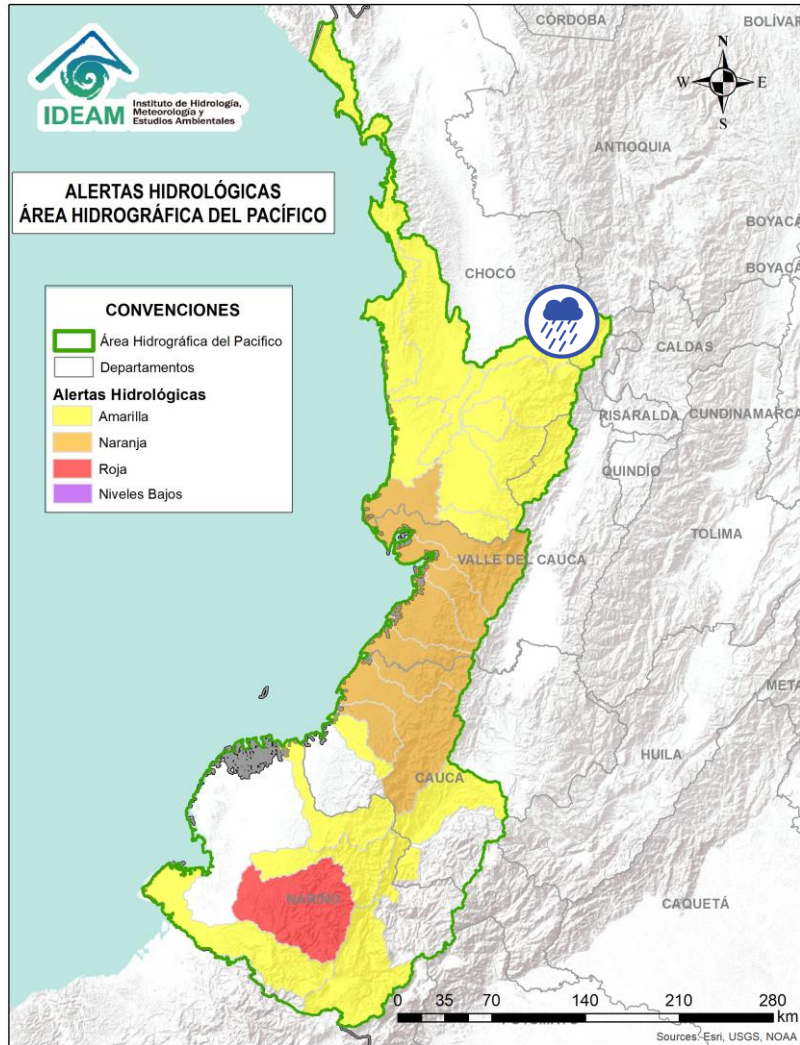 CÓRDOBA
BOLÍVAR
N
W
E
S
IDEAM
Instituto de Hidrología,
Meteorología y
Estudios Ambientales
ANTIOQUIA
ALERTAS HIDROLÓGICAS
ÁREA HIDROGRÁFICA DEL PACÍFICO
BOYACÁ
CHOCÓ
BOYACÁ
CONVENCIONES
Área Hidrográfica del Pacifico
Departamentos
Alertas Hidrológicas
Amarilla
Naranja
Roja
Niveles Bajos
CALDAS
RISARALDA
CUNDINAMARCA
QUINDÍO
TOLIMA
VALLE DEL CAUCA
META
HUILA
CAUCA
NARIÑO
CAQUETÁ
0 35 70 140 210 280
km
Sources: Esri, USGS, NOAA